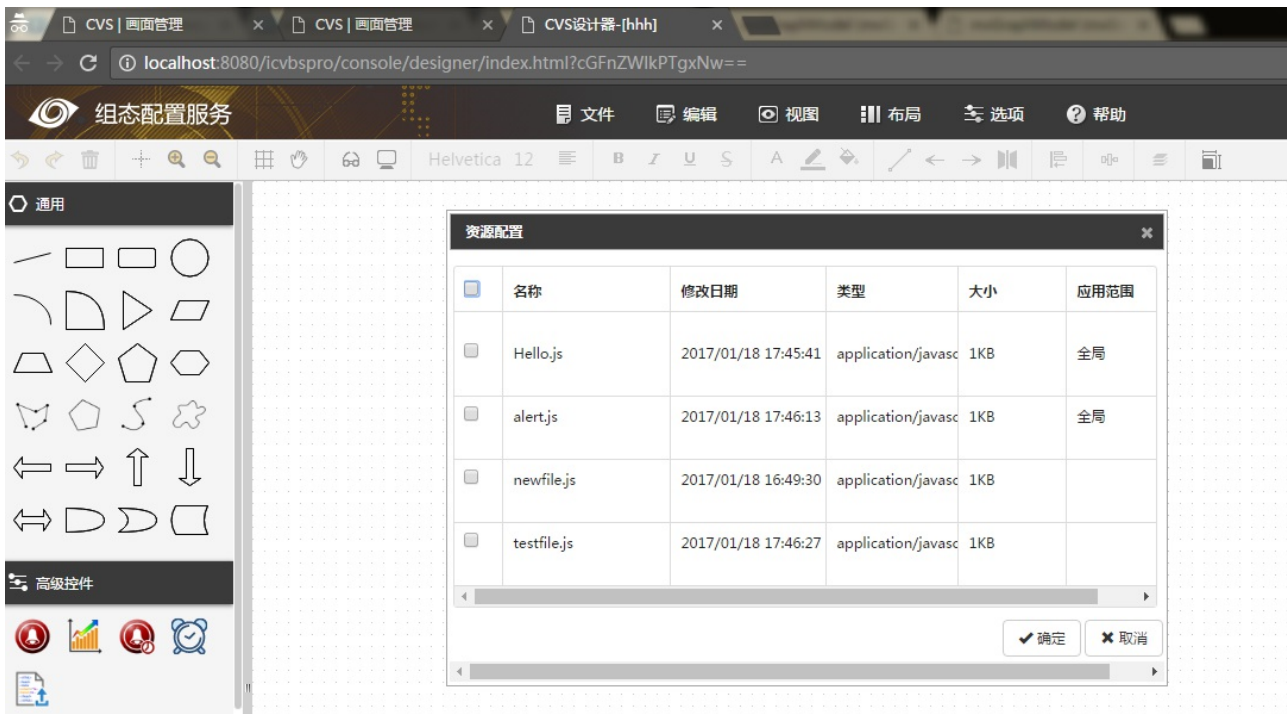 CVS | 画面管理
CVS | 画面管理
CVS设计器-[hhh]
localhost:8080/icvbspro/console/designer/index.html?cGFnZWlkPTgxNw==
组态配置服务
文件 编辑 视图 布局 选项 帮助
Helvetica 12 B I U S A
通用
资源配置
名称 修改日期 类型 大小 应用范围
Hello.js 2017/01/18 17:45:41 application/javasc 1KB 全局
alert.js 2017/01/18 17:46:13 application/javasc 1KB 全局
newfile.js 2017/01/18 16:49:30 application/javasc 1KB
testfile.js 2017/01/18 17:46:27 application/javasc 1KB
高级控件
确定 取消